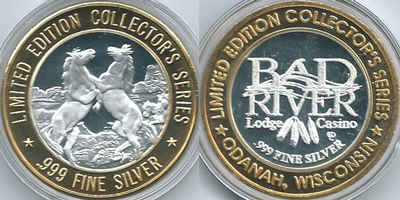 LIMITED EDITION COLLECTOR'S SERIES
.999 FINE SILVER
LIMITED EDITION COLLECTOR'S SERIES
BAD
RIVER
Lodge Casino
.999 FINE SILVER
ODANAH, WISCONSIN